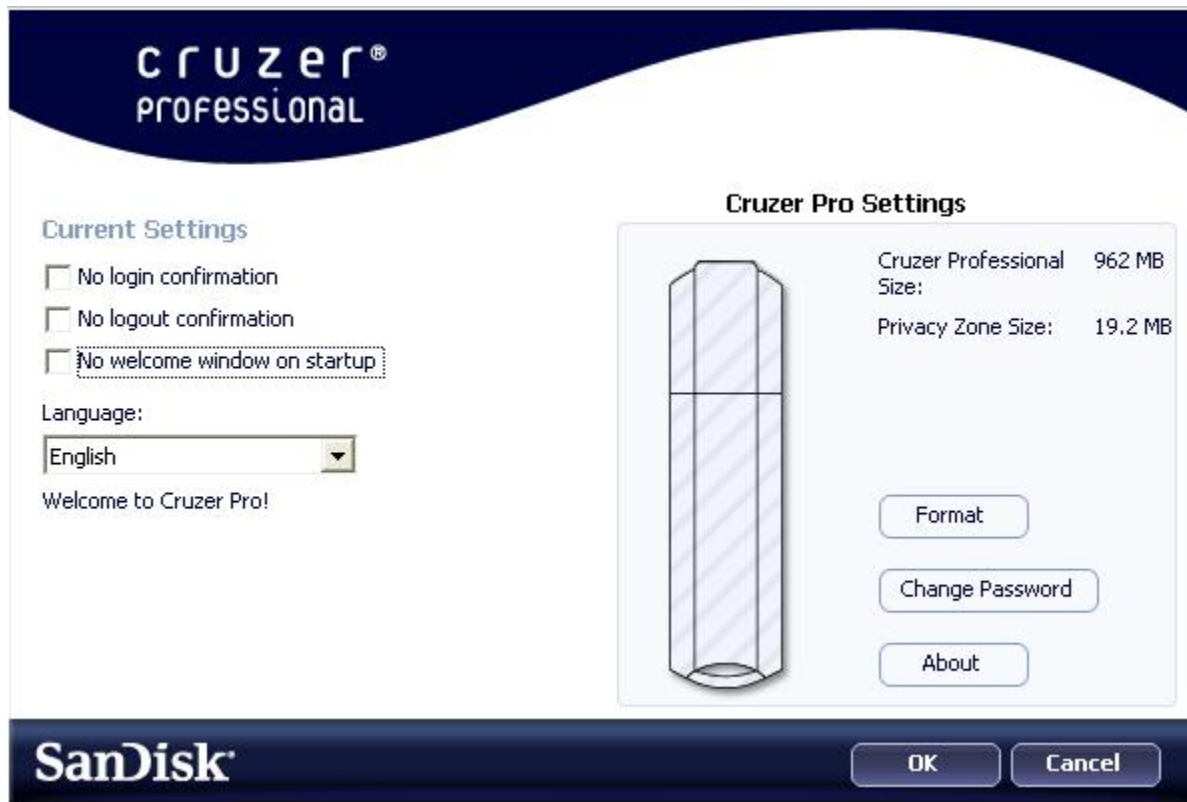 cruzer®
PROFESSIONAL
Current Settings
No login confirmation
No logout confirmation
No welcome window on startup
Language:
English
Welcome to Cruzer Pro!
Cruzer Pro Settings
Cruzer Professional 962 MB
Size:
Privacy Zone Size: 19.2 MB
Format
Change Password
About
SanDisk
OK
Cancel